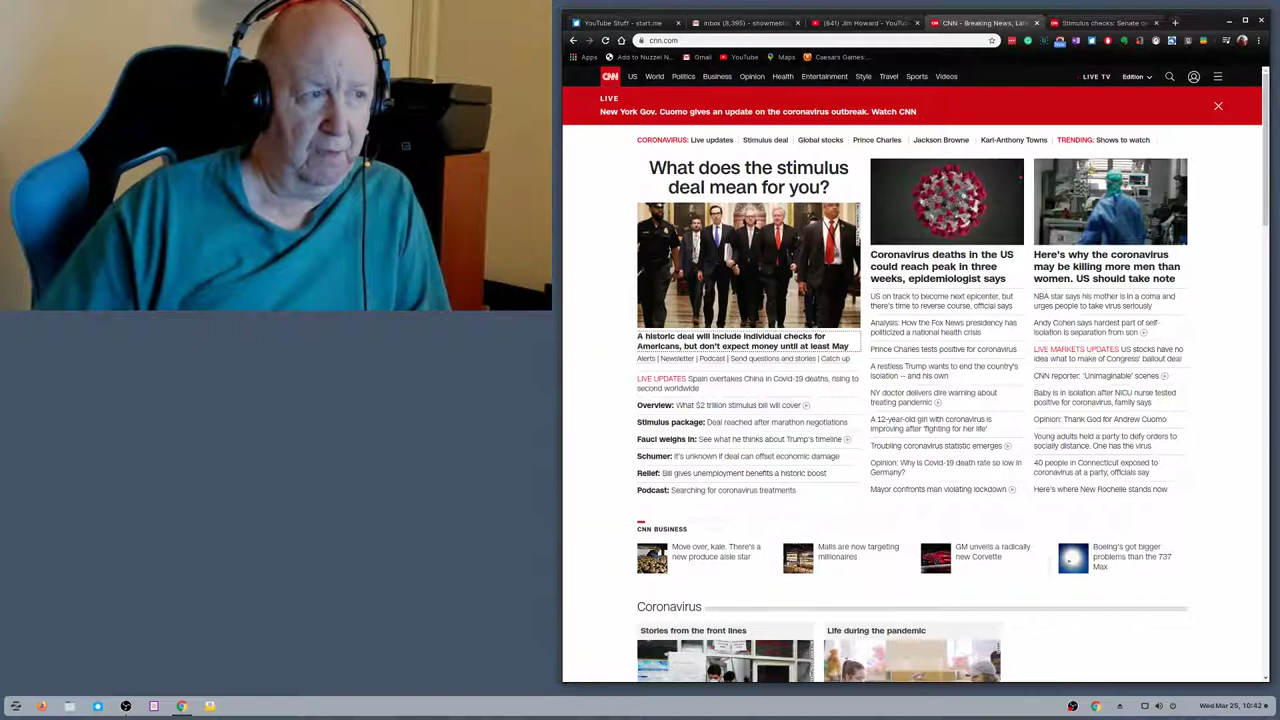 YouTube Stuff - start.me
Inbox (8,395) - showmeblo
(641) Jim Howard - YouTu
CNN - Breaking News, Late
Stimulus checks: Senate de
cnn.com
Apps
Add to Nuzzel N...
Gmail
YouTube
Maps
Caesars Games:...
CNN
US World Politics Business Opinion Health Entertainment Style Travel Sports Videos
LIVE TV
Edition
LIVE
New York Gov. Cuomo gives an update on the coronavirus outbreak. Watch CNN
CORONAVIRUS: Live updates Stimulus deal Global stocks Prince Charles Jackson Browne Karl-Anthony Towns TRENDING: Shows to watch
What does the stimulus
deal mean for you?
A historic deal will include individual checks for
Americans, but don't expect money until at least May
Alerts | Newsletter | Podcast | Send questions and stories | Catch up
LIVE UPDATES Spain overtakes China in Covid-19 deaths, rising to
second worldwide
Overview: What $2 trillion stimulus bill will cover
Stimulus package: Deal reached after marathon negotiations
Fauci weighs in: See what he thinks about Trump's timeline
Schumer: It's unknown if deal can offset economic damage
Relief: Bill gives unemployment benefits a historic boost
Podcast: Searching for coronavirus treatments
Coronavirus deaths in the US
could reach peak in three
weeks, epidemiologist says
US on track to become next epicenter, but
there's time to reverse course, official says
Analysis: How the Fox News presidency has
politicized a national health crisis
Prince Charles tests positive for coronavirus
A restless Trump wants to end the country's
isolation -- and his own
NY doctor delivers dire warning about
treating pandemic
A 12-year-old girl with coronavirus is
improving after 'fighting for her life'
Troubling coronavirus statistic emerges
Opinion: Why is Covid-19 death rate so low in
Germany?
Mayor confronts man violating lockdown
Here's why the coronavirus
may be killing more men than
women. US should take note
NBA star says his mother is in a coma and
urges people to take virus seriously
Andy Cohen says hardest part of self-
isolation is separation from son
LIVE MARKETS UPDATES US stocks have no
idea what to make of Congress' bailout deal
CNN reporter: 'Unimaginable' scenes
Baby is in isolation after NICU nurse tested
positive for coronavirus, family says
Opinion: Thank God for Andrew Cuomo
Young adults held a party to defy orders to
socially distance. One has the virus
40 people in Connecticut exposed to
coronavirus at a party, officials say
Here's where New Rochelle stands now
CNN BUSINESS
Move over, kale. There's a
new produce aisle star
Malls are now targeting
millionaires
GM unveils a radically
new Corvette
Boeing's got bigger
problems than the 737
Max
Coronavirus
Stories from the front lines
Life during the pandemic
Wed Mar 25, 10:42